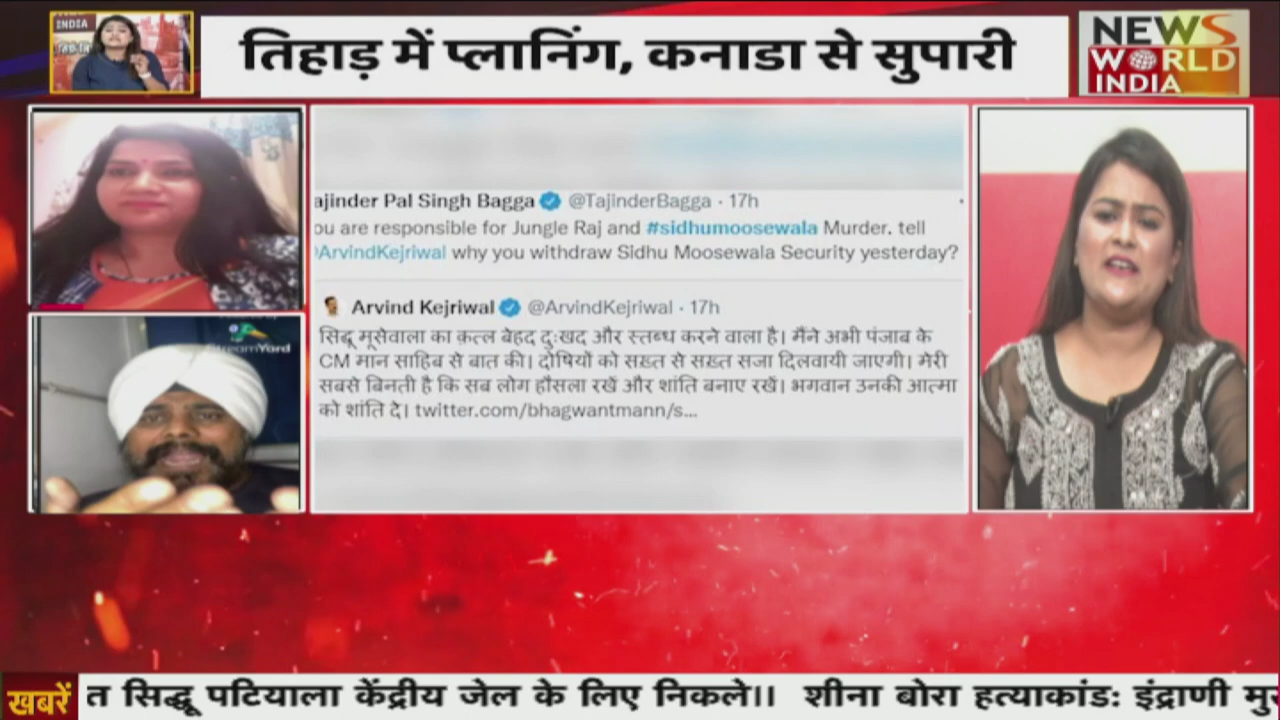 INDIA
तिहाड़ में प्लानिंग, कनाडा से सुपारी
NEWS
WORLD
INDIA
ajinder Pal Singh Bagga @TajinderBagga · 17h
ou are responsible for Jungle Raj and #sidhumoosewala Murder. tell
ArvindKejriwal why you withdraw Sidhu Moosewala Security yesterday?
Arvind Kejriwal @ArvindKejriwal · 17h
सिद्धू मूसेवाला का क़त्ल बेहद दुःखद और स्तब्ध करने वाला है। मैंने अभी पंजाब के
CM मान साहिब से बात की। दोषियों को सख़्त से सख़्त सजा दिलवायी जाएगी। मेरी
सबसे बिनती है कि सब लोग हौंसला रखें और शांति बनाए रखें। भगवान उनकी आत्मा
को शांति दे। twitter.com/bhagwantmann/s...
StreamYard
खबरें त सिद्धू पटियाला केंद्रीय जेल के लिए निकले।। शीना बोरा हत्याकांड: इंद्राणी मु